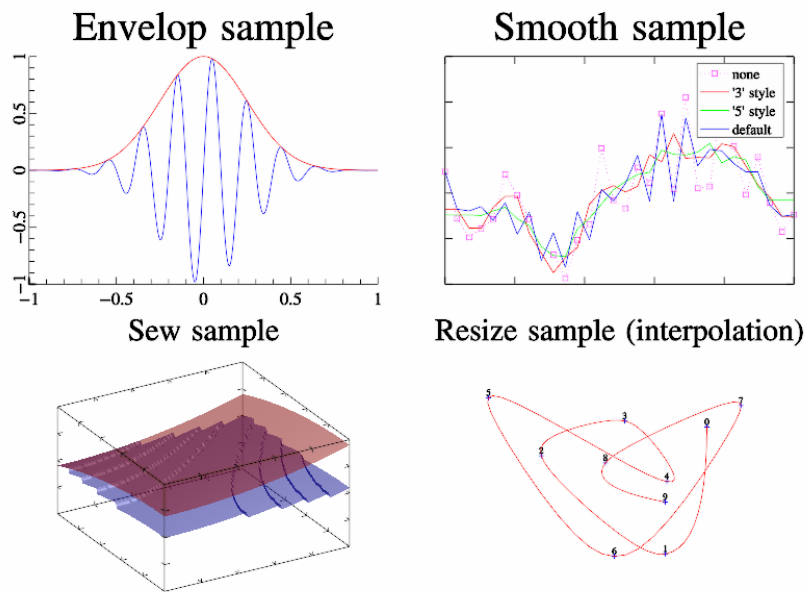 Envelop sample
1
0.5
0
−0.5
−1
−1
−0.5
0
0.5
1
Smooth sample
none
'3' style
'5' style
default
Sew sample
Resize sample (interpolation)
5
7
3
0
2
8
4
9
6
1